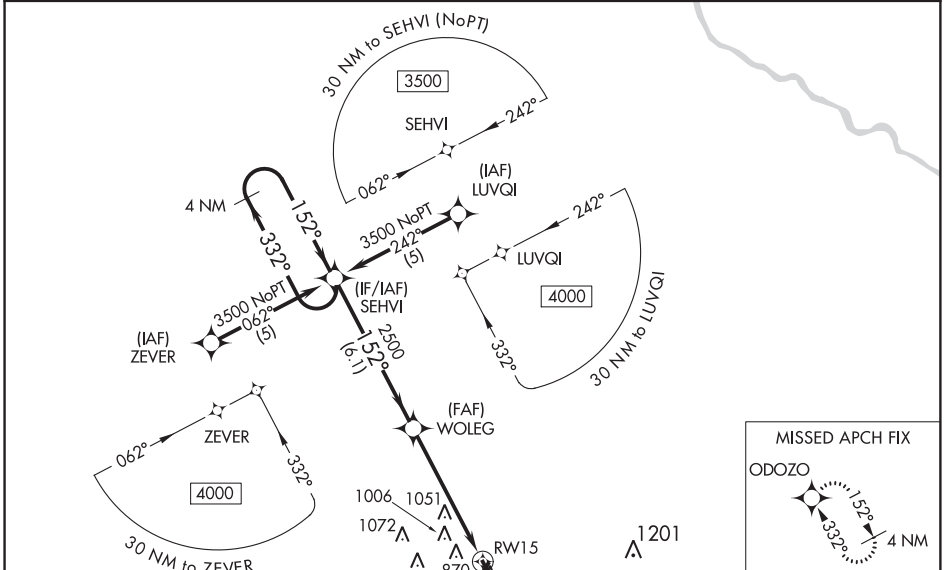 30 NM to SEHVI (NoPT)
3500
SEHVI
242°
062°
(IAF)
LUVQI
4 NM
152°
332°
3500 NoPT
242°
(5)
(IF/IAF)
SEHVI
3500 NoPT
062°
(5)
(IAF)
ZEVER
242°
LUVQI
4000
332°
30 NM to LUVQI
2500
152°
(6.1)
(FAF)
WOLEG
062°
ZEVER
332°
4000
30 NM to ZEVER
1006
1051
1072
870
RW15
1201
MISSED APCH FIX
ODOZO
152°
332°
4 NM